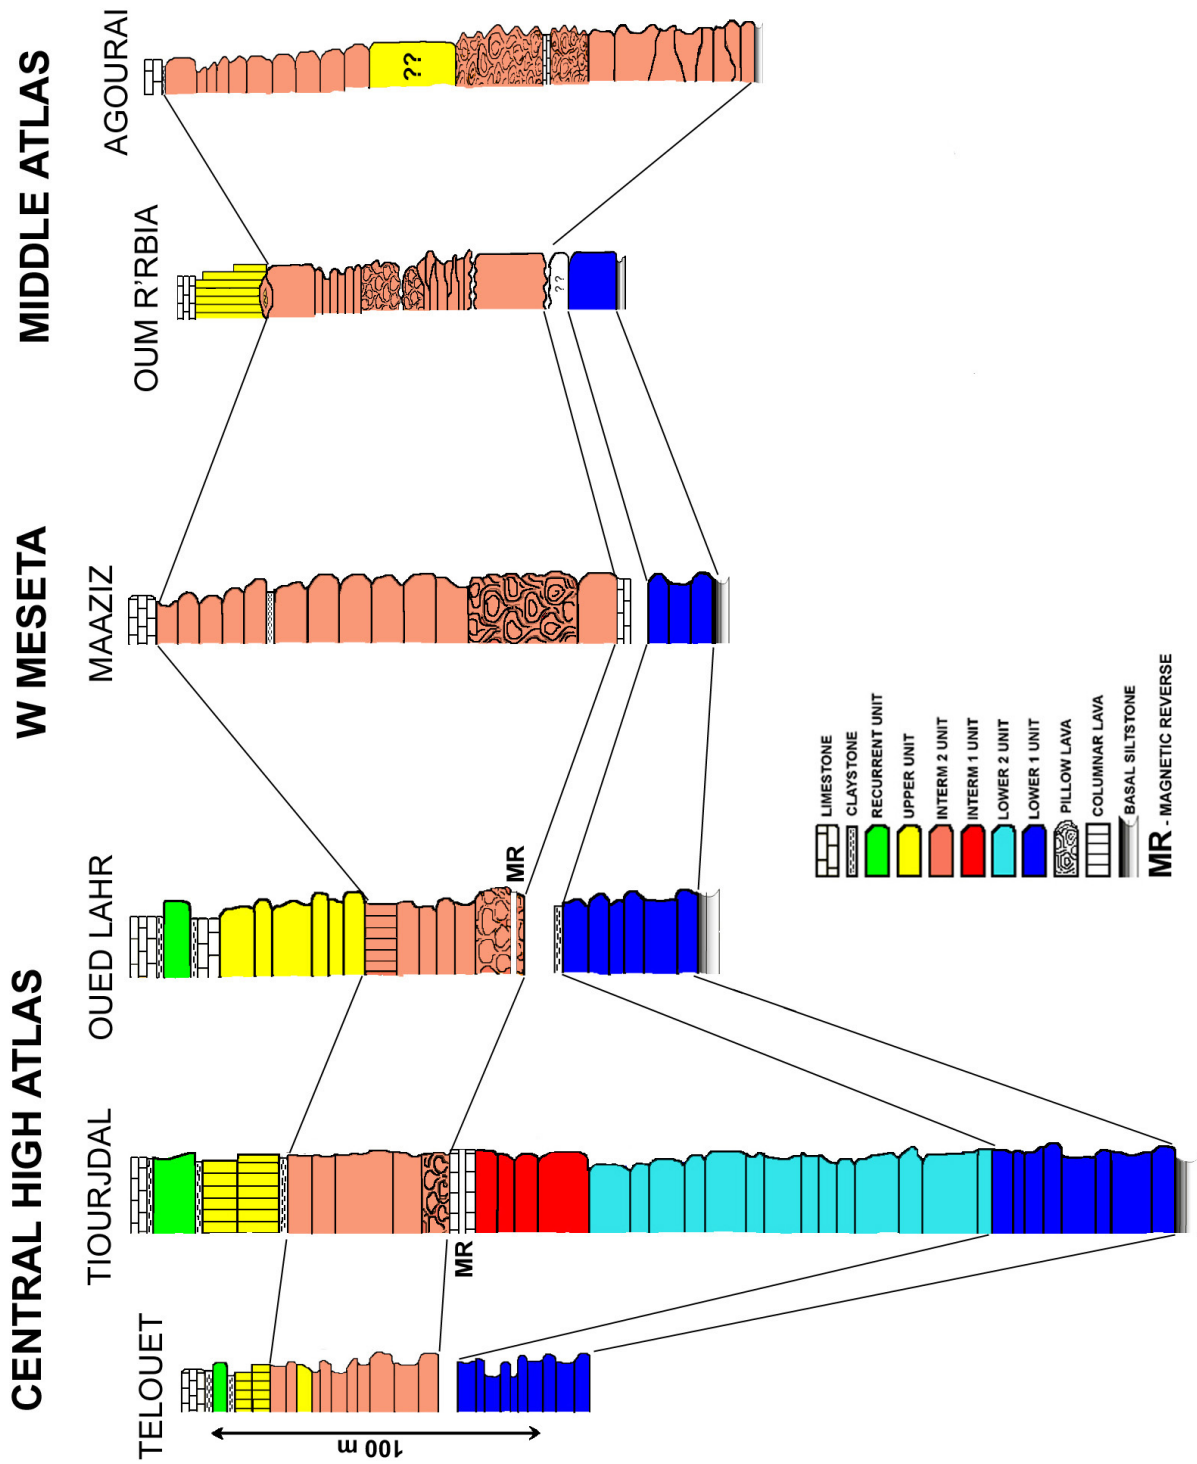 CENTRAL HIGH ATLAS
W MESETA
MIDDLE ATLAS
TELOUET
TIOURJDAL
OUED LAHR
MAAZIZ
OUM R'RBIA
AGOURAI
100 m
MR
MR
??
??
LIMESTONE
CLAYSTONE
RECURRENT UNIT
UPPER UNIT
INTERM 2 UNIT
INTERM 1 UNIT
LOWER 2 UNIT
LOWER 1 UNIT
PILLOW LAVA
COLUMNAR LAVA
BASAL SILTSTONE
MR - MAGNETIC REVERSE